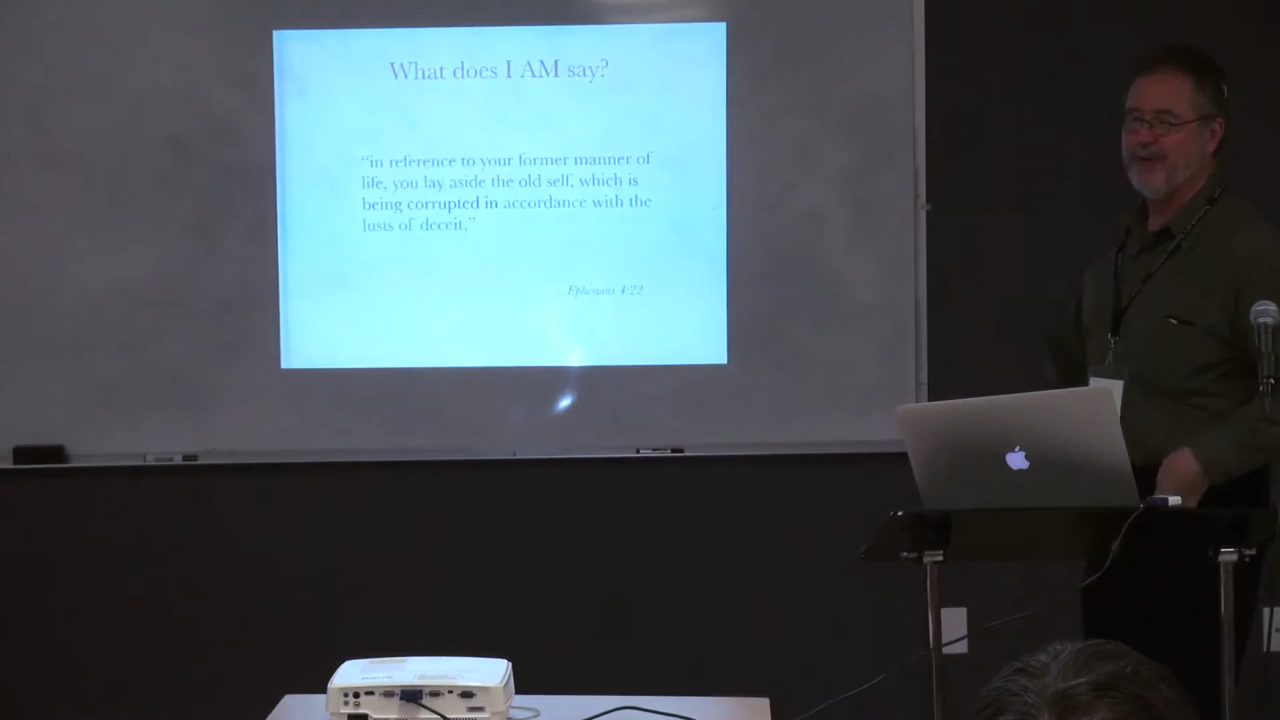 What does I AM say?
“in reference to your former manner of
life, you lay aside the old self, which is
being corrupted in accordance with the
lusts of deceit,”
Ephesians 4:22